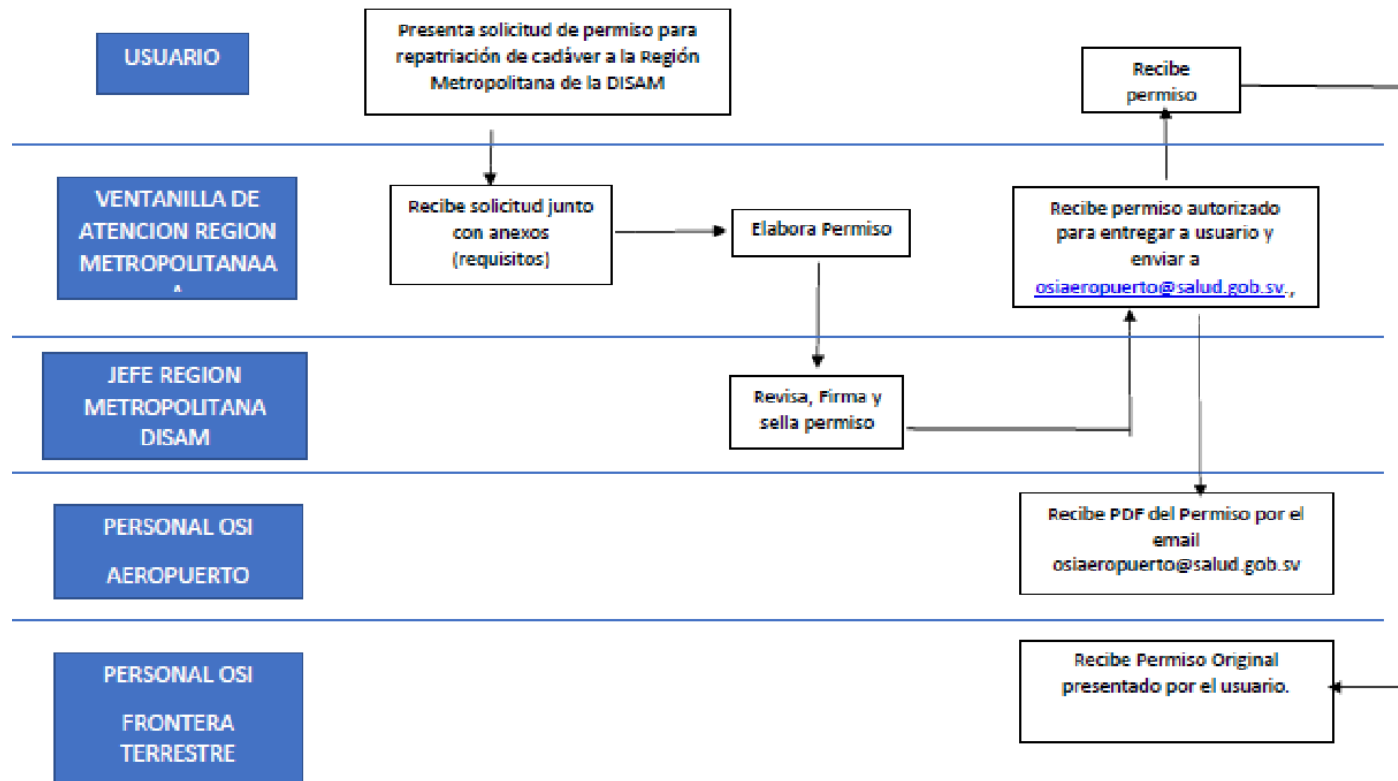 USUARIO
Presenta solicitud de permiso para
repatriación de cadáver a la Región
Metropolitana de la DISAM
Recibe
permiso
VENTANILLA DE
ATENCION REGION
METROPOLITANAA
A
Recibe solicitud junto
con anexos
(requisitos)
Elabora Permiso
Recibe permiso autorizado
para entregar a usuario y
enviar a
osiaeropuerto@salud.gob.sv.,
JEFE REGION
METROPOLITANA
DISAM
Revisa, Firma y
sella permiso
PERSONAL OSI
AEROPUERTO
Recibe PDF del Permiso por el
email
osiaeropuerto@salud.gob.sv
PERSONAL OSI
FRONTERA
TERRESTRE
Recibe Permiso Original
presentado por el usuario.